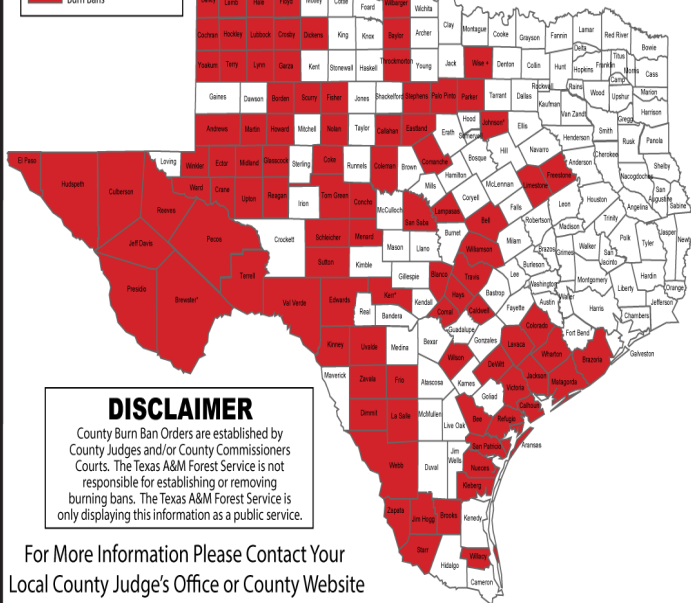 Burn Bans
Lamb Hale Floyd Motley Foard Wilbarger Wichita
Clay Montague Cooke Grayson Fannin Lamar Red River Bowie
Cochran Hockley Lubbock Crosby Dickens King Knox Baylor Archer
Delta Titus Morris Cass
Yoakum Terry Lynn Garza Kent Stonewall Haskell Throckmorton Young Jack Wise + Denton Collin Hunt Hopkins Franklin Camp
Gaines Dawson Borden Scurry Fisher Jones Shackelford Stephens Palo Pinto Parker Tarrant Dallas Rockwall Kaufman Rains Wood Upshur Marion
Van Zandt Gregg Harrison
Andrews Martin Howard Mitchell Nolan Taylor Callahan Eastland Erath Hood Somervell Johnson* Ellis Henderson Smith Rusk Panola
El Paso Hudspeth Culberson Loving Winkler Ector Midland Glasscock Sterling Coke Runnels Coleman Brown Comanche Bosque Hill Navarro Freestone Anderson Cherokee Shelby
Hamilton McLennan Limestone Nacogdoches San Augustine Sabine
Reeves Ward Crane Upton Reagan Irion Tom Green Concho McCulloch Mills Coryell Falls Leon Houston Angelina
San Saba Lampasas Bell Robertson Madison Trinity Polk Tyler Jasper Newt
Jeff Davis Pecos Crockett Schleicher Menard Mason Llano Burnet Williamson Milam Brazos Grimes Walker San Jacinto
Presidio Brewster* Terrell Sutton Kimble Gillespie Blanco Travis Lee Burleson Washington Montgomery Liberty Hardin Orange
Val Verde Edwards Real Kerr* Bandera Kendall Hays Comal Caldwell Bastrop Fayette Austin Waller Harris Chambers Jefferson
Kinney Uvalde Medina Bexar Guadalupe Gonzales Lavaca Colorado Fort Bend Galveston
Wilson DeWitt Wharton Brazoria
Maverick Zavala Frio Atascosa Karnes Victoria Jackson Matagorda
Goliad Calhoun
Dimmit La Salle McMullen Live Oak Bee Refugio
San Patricio Aransas
Webb Duval Jim Wells Nueces
Kleberg
Zapata Jim Hogg Brooks Kenedy
Starr Hidalgo Willacy
Cameron
DISCLAIMER
County Burn Ban Orders are established by
County Judges and/or County Commissioners
Courts. The Texas A&M Forest Service is not
responsible for establishing or removing
burning bans. The Texas A&M Forest Service is
only displaying this information as a public service.
For More Information Please Contact Your
Local County Judge's Office or County Website